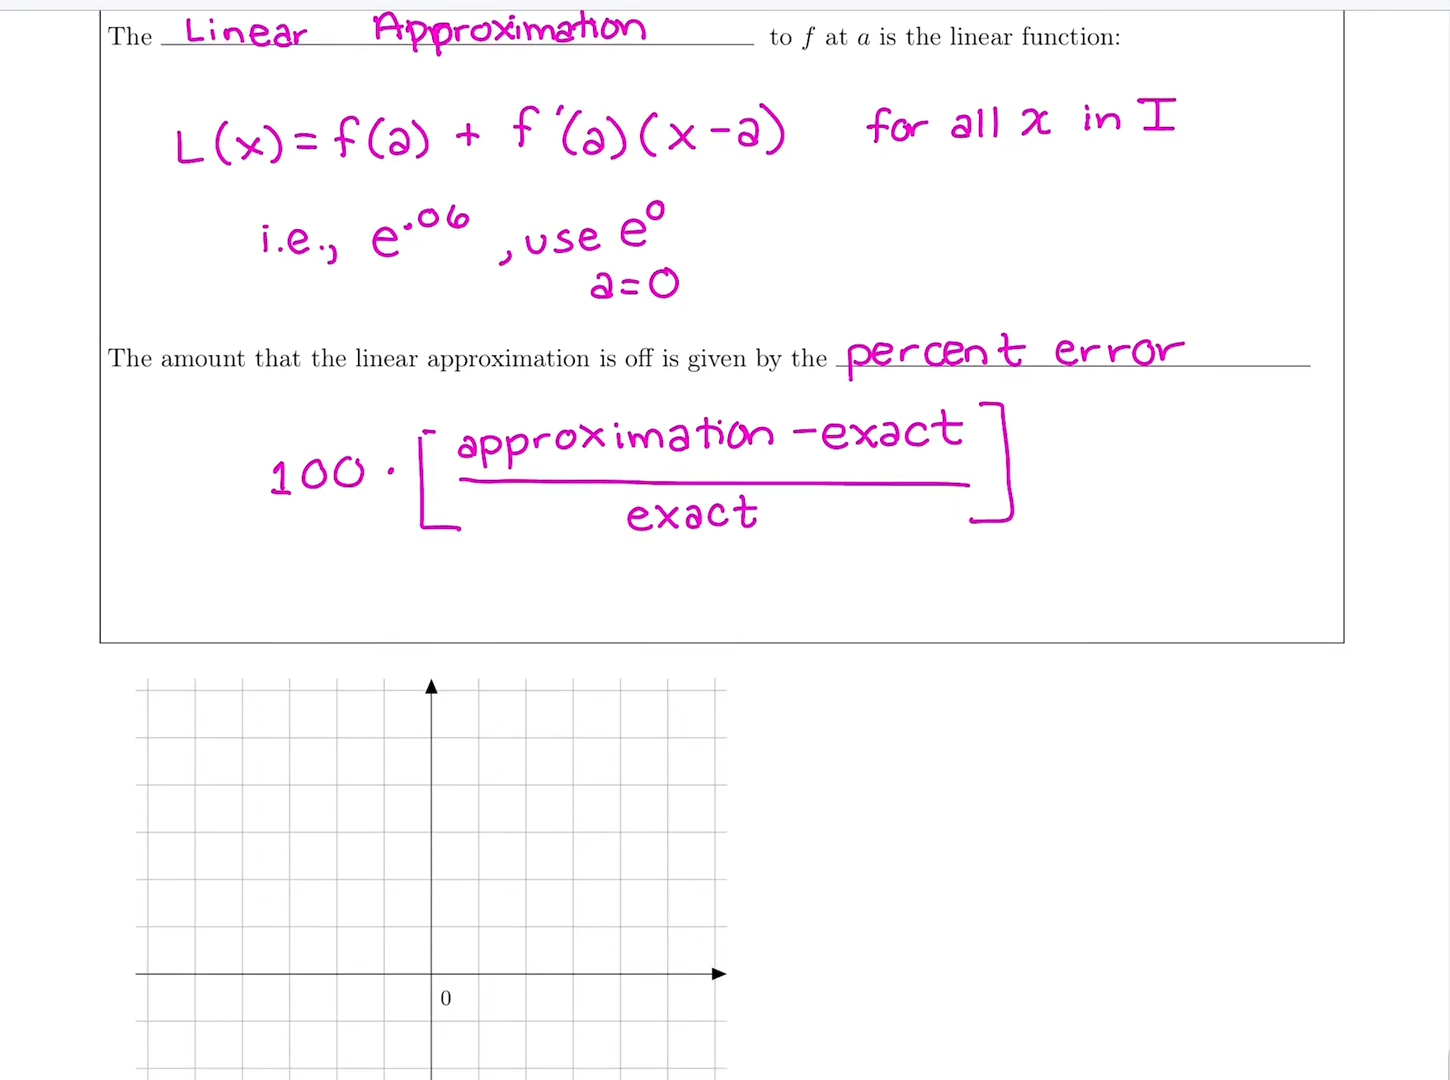 The Linear Approximation to f at a is the linear function:
L(x) = f(a) + f'(a)(x-a) for all x in I
i.e., e^.06, use e^0
a=0
The amount that the linear approximation is off is given by the percent error
100 · [approximation - exact
exact]
0